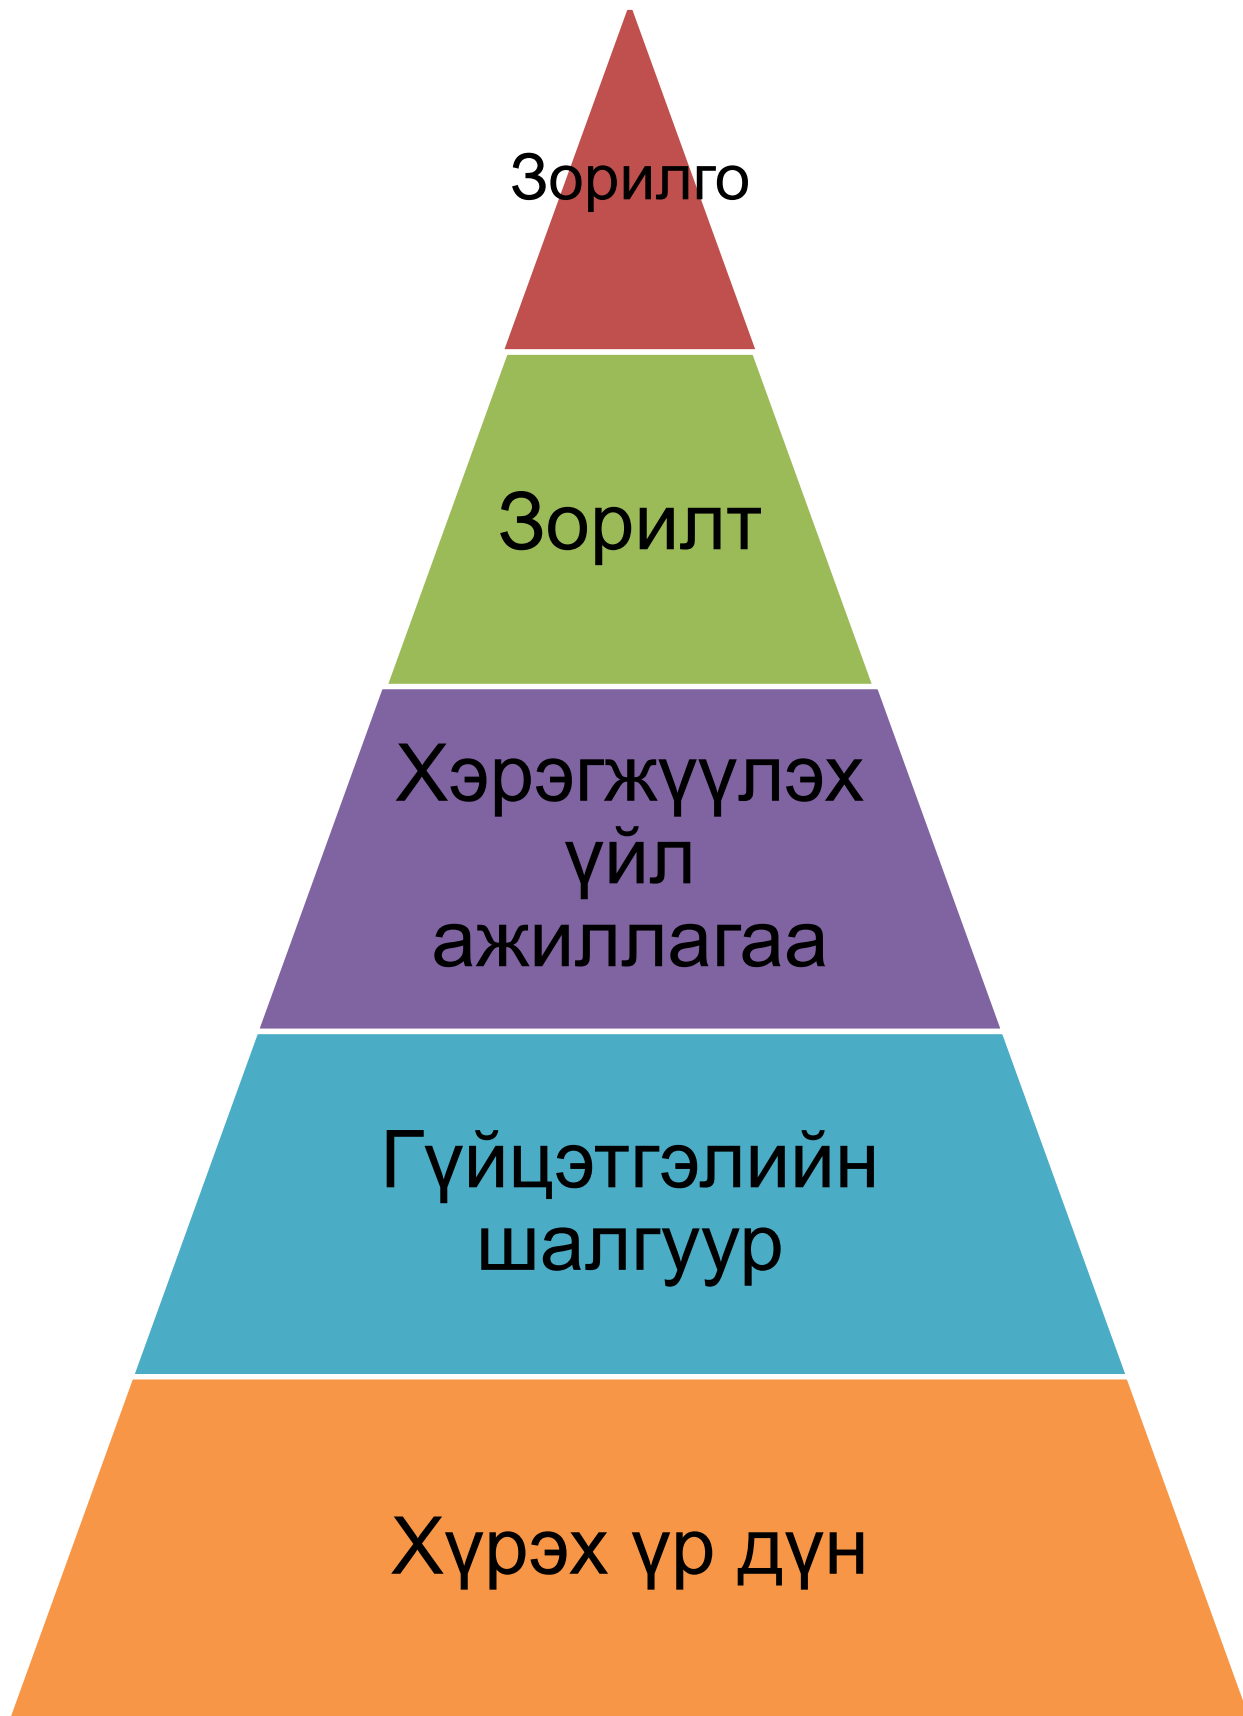 Зорилго
Зорилт
Хэрэгжүүлэх
үйл
ажиллагаа
Гүйцэтгэлийн
шалгуур
Хүрэх үр дүн